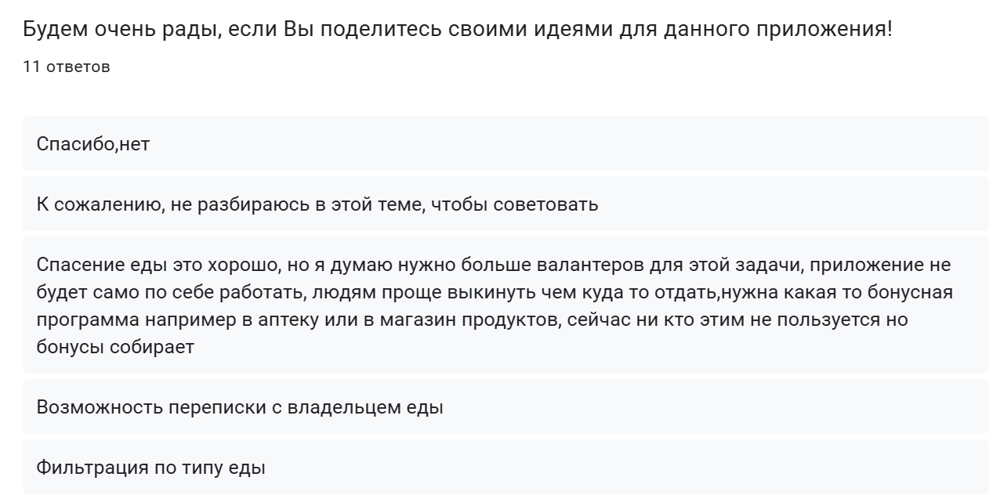 Будем очень рады, если Вы поделитесь своими идеями для данного приложения!
11 ответов
Спасибо,нет
К сожалению, не разбираюсь в этой теме, чтобы советовать
Спасение еды это хорошо, но я думаю нужно больше валантеров для этой задачи, приложение не
будет само по себе работать, людям проще выкинуть чем куда то отдать,нужна какая то бонусная
программа например в аптеку или в магазин продуктов, сейчас ни кто этим не пользуется но
бонусы собирает
Возможность переписки с владельцем еды
Фильтрация по типу еды